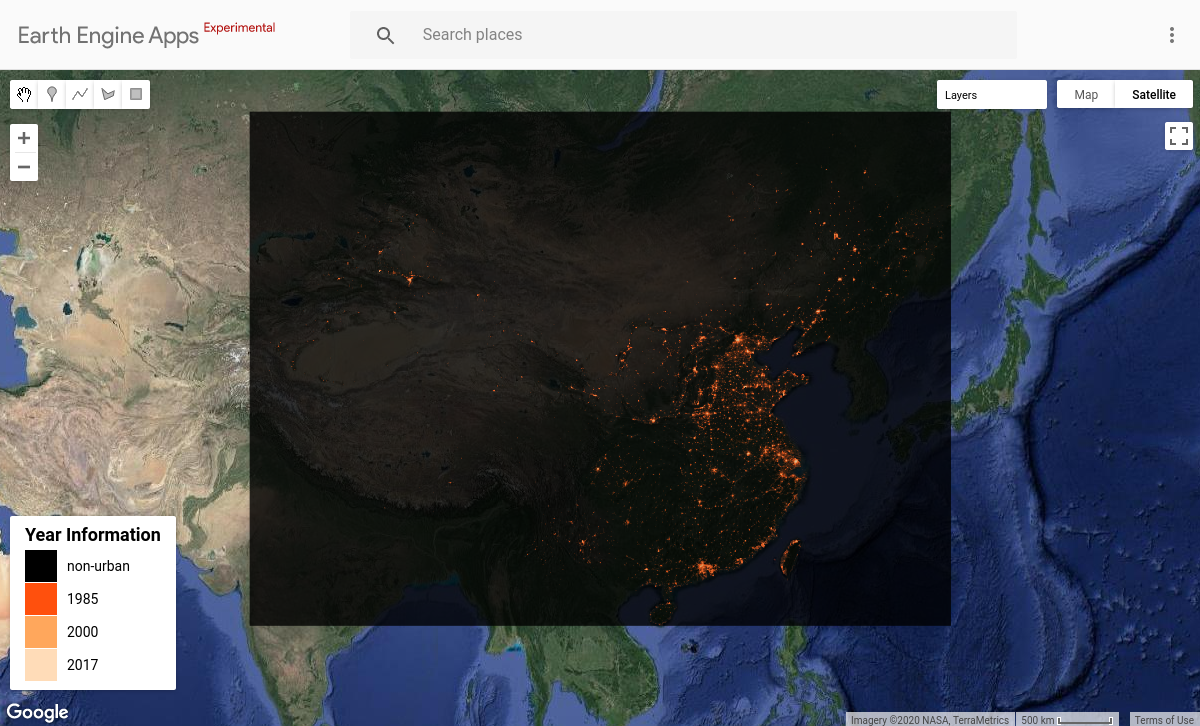 Earth Engine Apps Experimental
Search places
Layers
Map
Satellite
Year Information
non-urban
1985
2000
2017
Google
Imagery ©2020 NASA, TerraMetrics
500 km
Terms of Use